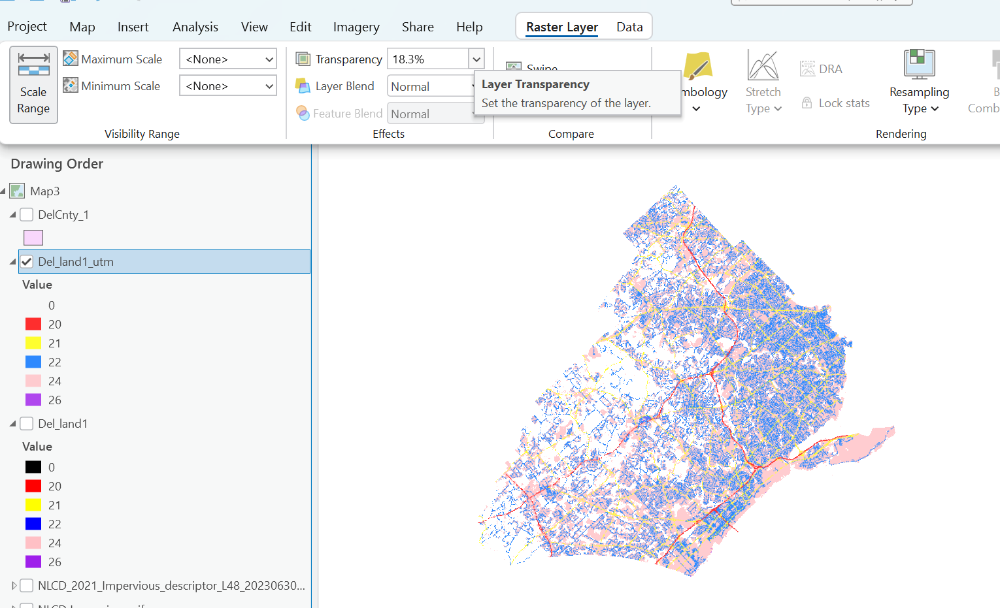 Project Map Insert Analysis View Edit Imagery Share Help Raster Layer Data
Maximum Scale <None>
Minimum Scale <None>
Scale
Range
Visibility Range
Transparency 18.3%
Layer Blend Normal
Feature Blend Normal
Effects
Swipe
Compare
Layer Transparency
Set the transparency of the layer.
mbology
Stretch
Type
DRA
Lock stats
Resampling
Type
B
Comb
Rendering
Drawing Order
Map3
DelCnty_1
Del_land1_utm
Value
0
20
21
22
24
26
Del_land1
Value
0
20
21
22
24
26
NLCD_2021_Impervious_descriptor_L48_20230630...